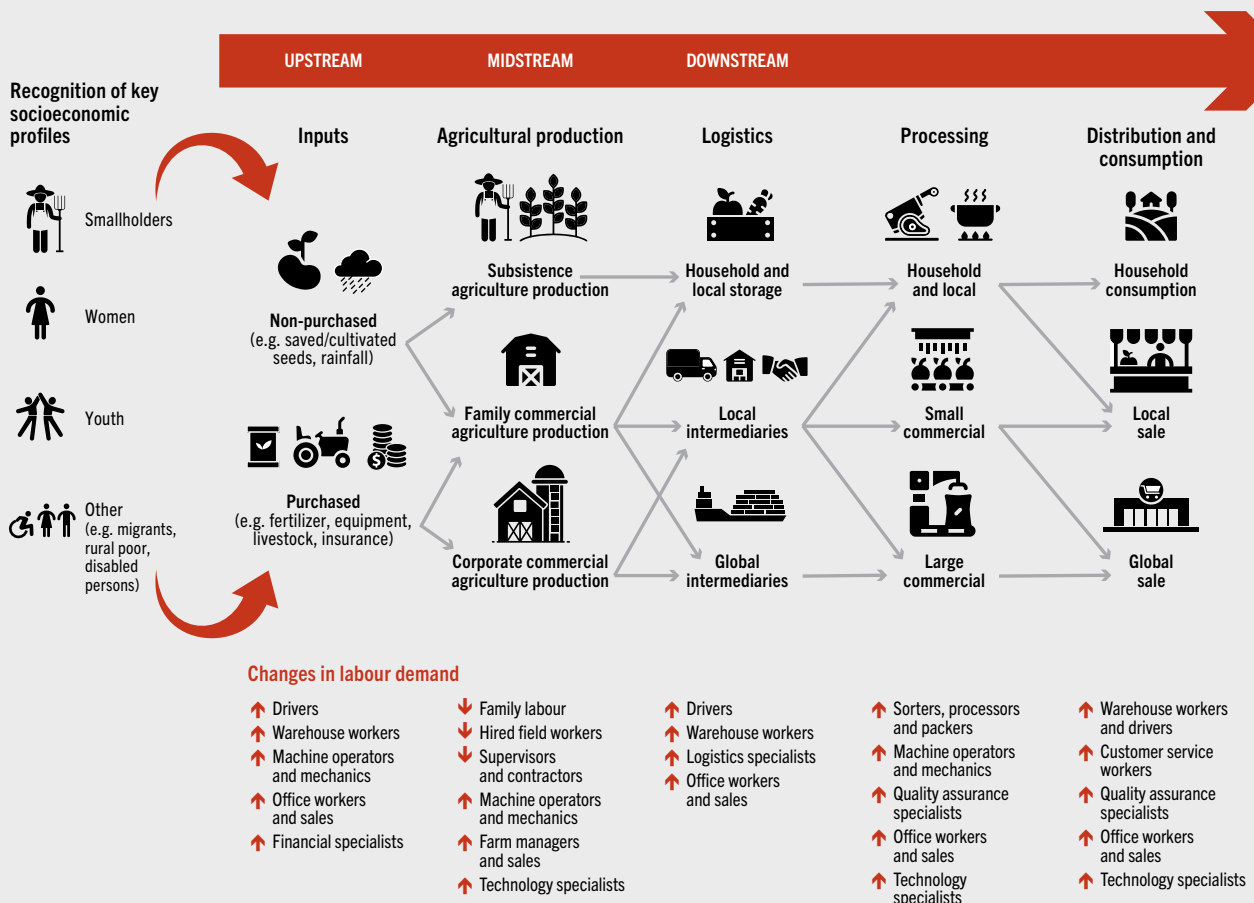 UPSTREAM
MIDSTREAM
DOWNSTREAM
Recognition of key
socioeconomic
profiles
Smallholders
Women
Youth
Other
(e.g. migrants,
rural poor,
disabled
persons)
Inputs
Non-purchased
(e.g. saved/cultivated
seeds, rainfall)
$
Purchased
(e.g. fertilizer, equipment,
livestock, insurance)
Agricultural production
Subsistence
agriculture production
Family commercial
agriculture production
Corporate commercial
agriculture production
Logistics
Household and
local storage
Local
intermediaries
Global
intermediaries
Processing
Household
and local
Small
commercial
Large
commercial
Distribution and
consumption
Household
consumption
Local
sale
Global
sale
Changes in labour demand
Drivers
Warehouse workers
Machine operators
and mechanics
Office workers
and sales
Financial specialists
Family labour
Hired field workers
Supervisors
and contractors
Machine operators
and mechanics
Farm managers
and sales
Technology specialists
Drivers
Warehouse workers
Logistics specialists
Office workers
and sales
Sorters, processors
and packers
Machine operators
and mechanics
Quality assurance
specialists
Office workers
and sales
Technology
specialists
Warehouse workers
and drivers
Customer service
workers
Quality assurance
specialists
Office workers
and sales
Technology specialists